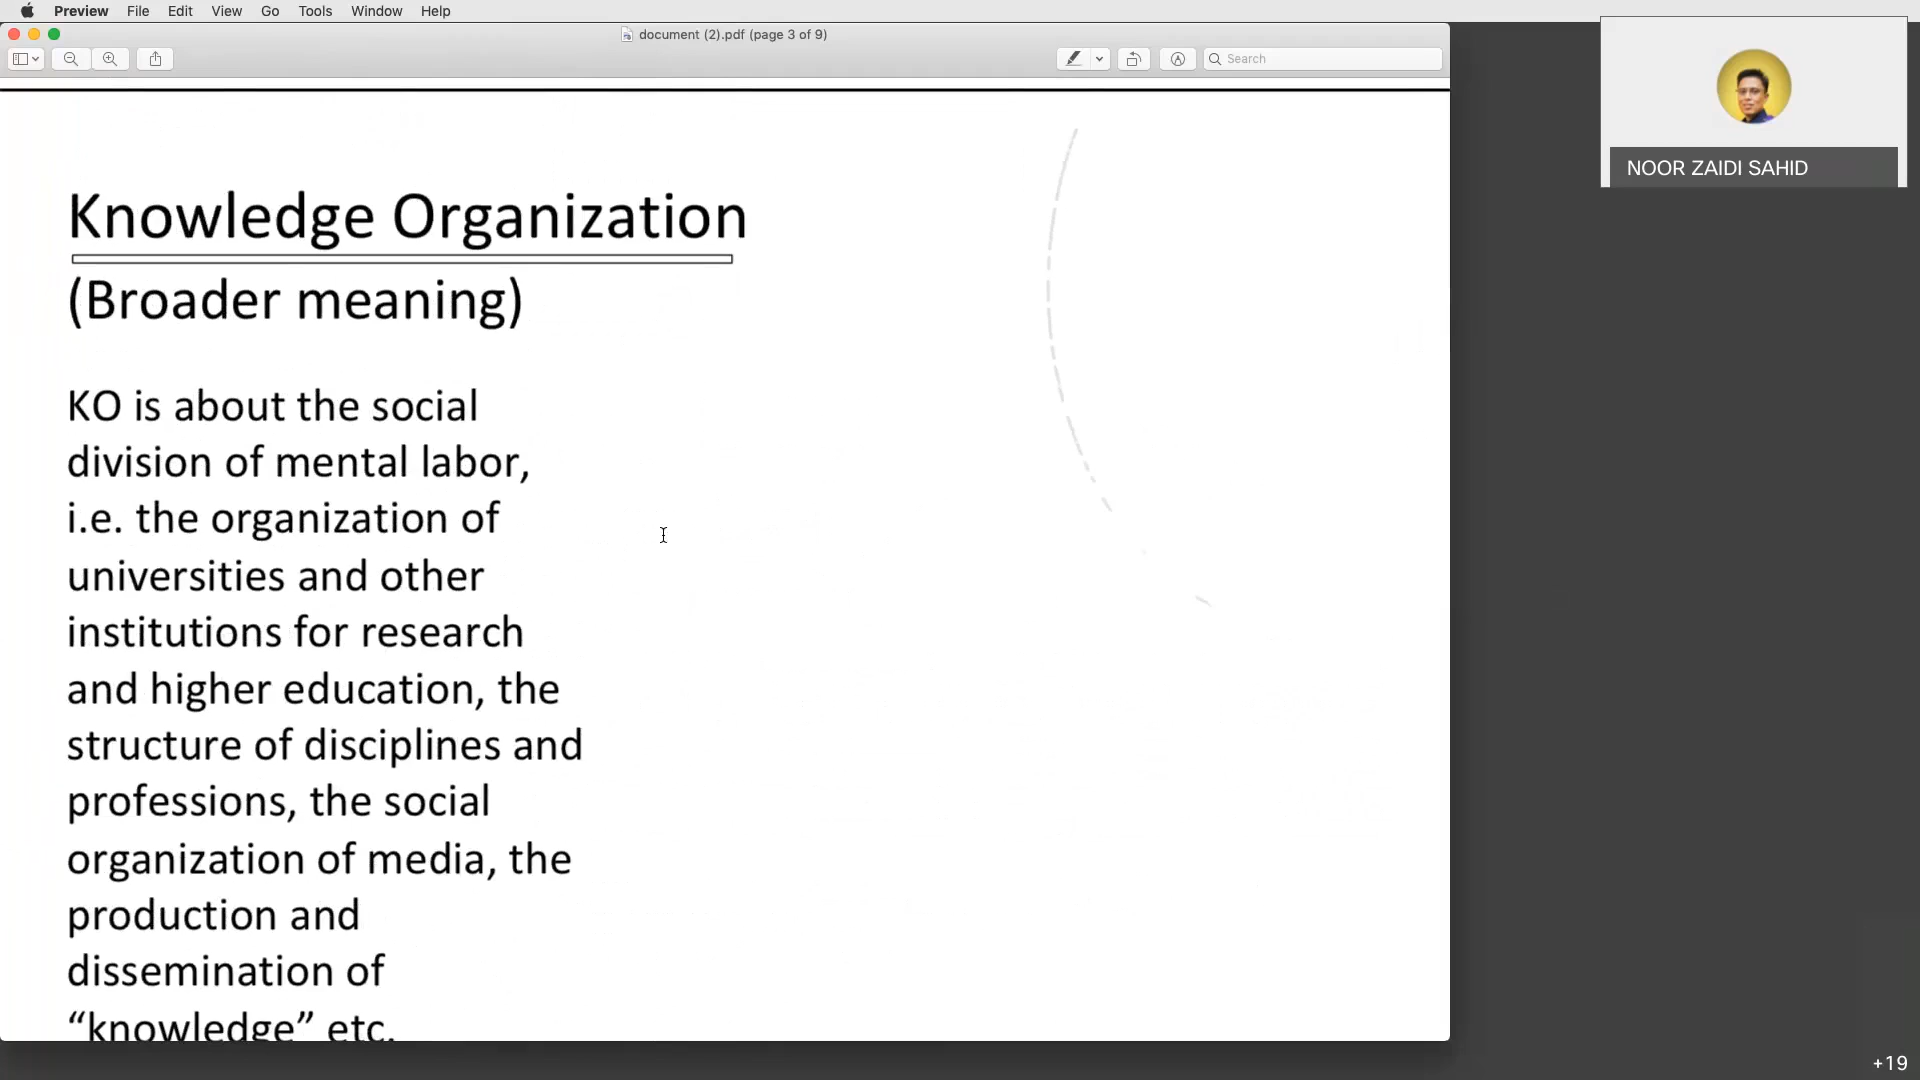 Preview File Edit View Go Tools Window Help
document (2).pdf (page 3 of 9)
Search
NOOR ZAIDI SAHID
Knowledge Organization
(Broader meaning)
KO is about the social
division of mental labor,
i.e. the organization of
universities and other
institutions for research
and higher education, the
structure of disciplines and
professions, the social
organization of media, the
production and
dissemination of
“knowledge” etc.
+19